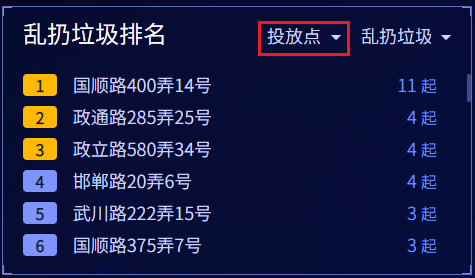 乱扔垃圾排名 投放点 乱扔垃圾
1 国顺路400弄14号 11 起
2 政通路285弄25号 4 起
3 政立路580弄34号 4 起
4 邯郸路20弄6号 4 起
5 武川路222弄15号 3 起
6 国顺路375弄7号 3 起